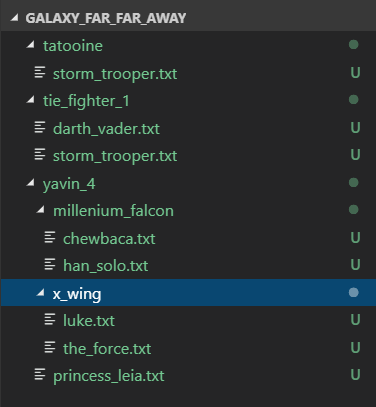 GALAXY_FAR_FAR_AWAY
tatooine
storm_trooper.txt U
tie_fighter_1
darth_vader.txt U
storm_trooper.txt U
yavin_4
millenium_falcon
chewbaca.txt U
han_solo.txt U
x_wing
luke.txt U
the_force.txt U
princess_leia.txt U